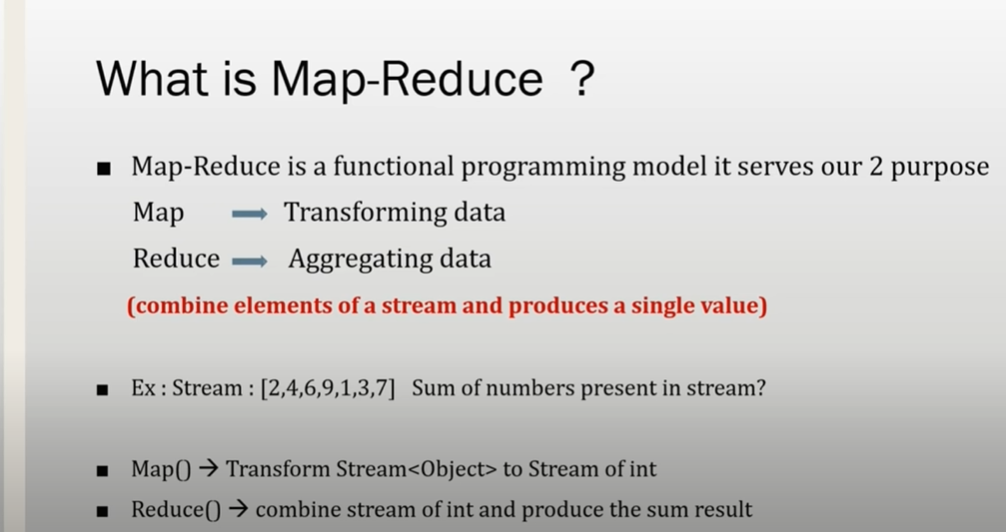 What is Map-Reduce ?
■ Map-Reduce is a functional programming model it serves our 2 purpose
Map ➡ Transforming data
Reduce ➡ Aggregating data
(combine elements of a stream and produces a single value)
■ Ex : Stream : [2,4,6,9,1,3,7] Sum of numbers present in stream?
■ Map() → Transform Stream<Object> to Stream of int
■ Reduce() → combine stream of int and produce the sum result